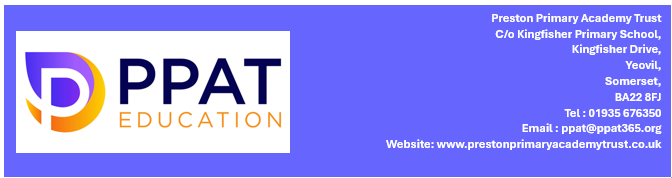 PPAT
EDUCATION
Preston Primary Academy Trust
C/o Kingfisher Primary School,
Kingfisher Drive,
Yeovil,
Somerset,
BA22 8FJ
Tel : 01935 676350
Email : ppat@ppat365.org
Website: www.prestonprimaryacademytrust.co.uk